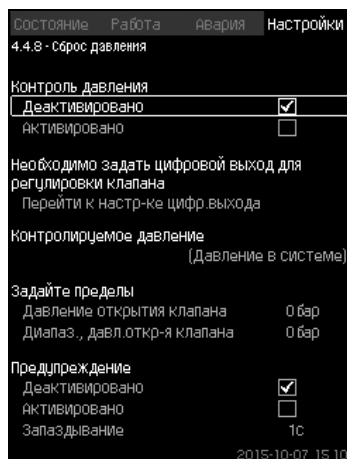 Состояние Работа Авария Настройки
4.4.8 - Сброс давления
Контроль давления
Деактивировано
Активировано
Необходимо задать цифровой выход для
регулировки клапана
Перейти к настр-ке цифр.выхода
Контролируемое давление
(Давление в системе)
Задайте пределы
Давление открытия клапана 0 бар
Диапаз., давл.откр-я клапана 0 бар
Предупреждение
Деактивировано
Активировано
Запаздывание 1с
2015-10-07 15:10